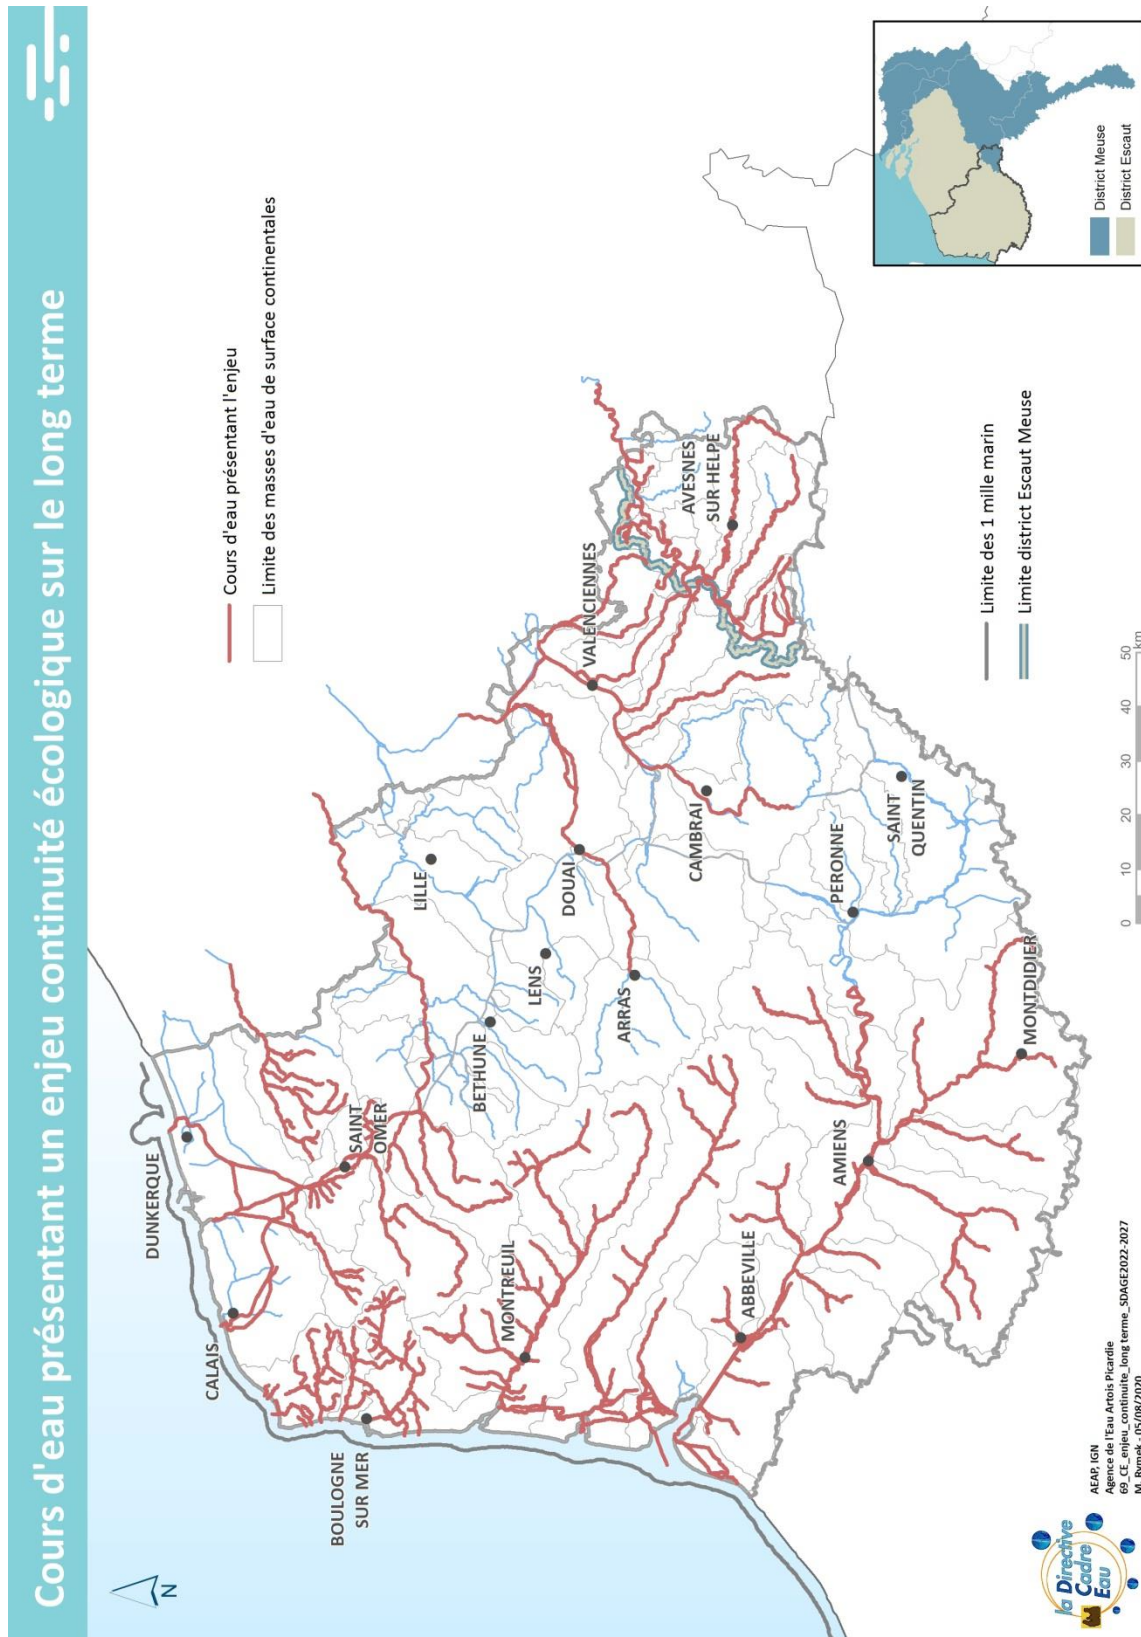 Cours d'eau présentant un enjeu continuité écologique sur le long terme
N
Cours d'eau présentant l'enjeu
Limite des masses d'eau de surface continentales
DUNKERQUE
CALAIS
SAINT
OMER
BOULOGNE
SUR MER
LILLE
BETHUNE
LENS
MONTREUIL
DOUAI
VALENCIENNES
ARRAS
AVESNES
SUR HELPE
CAMBRAI
ABBEVILLE
PERONNE
AMIENS
SAINT
QUENTIN
MONTDIDIER
Limite des 1 mille marin
Limite district Escaut Meuse
0 10 20 30 40 50
km
District Meuse
District Escaut
la Directive
Cadre
Eau
AEAP, IGN
Agence de l'Eau Artois Picardie
69_CE_enjeu_continuite_long terme_SDAGE2022-2027
M. Rymek - 05/08/2020